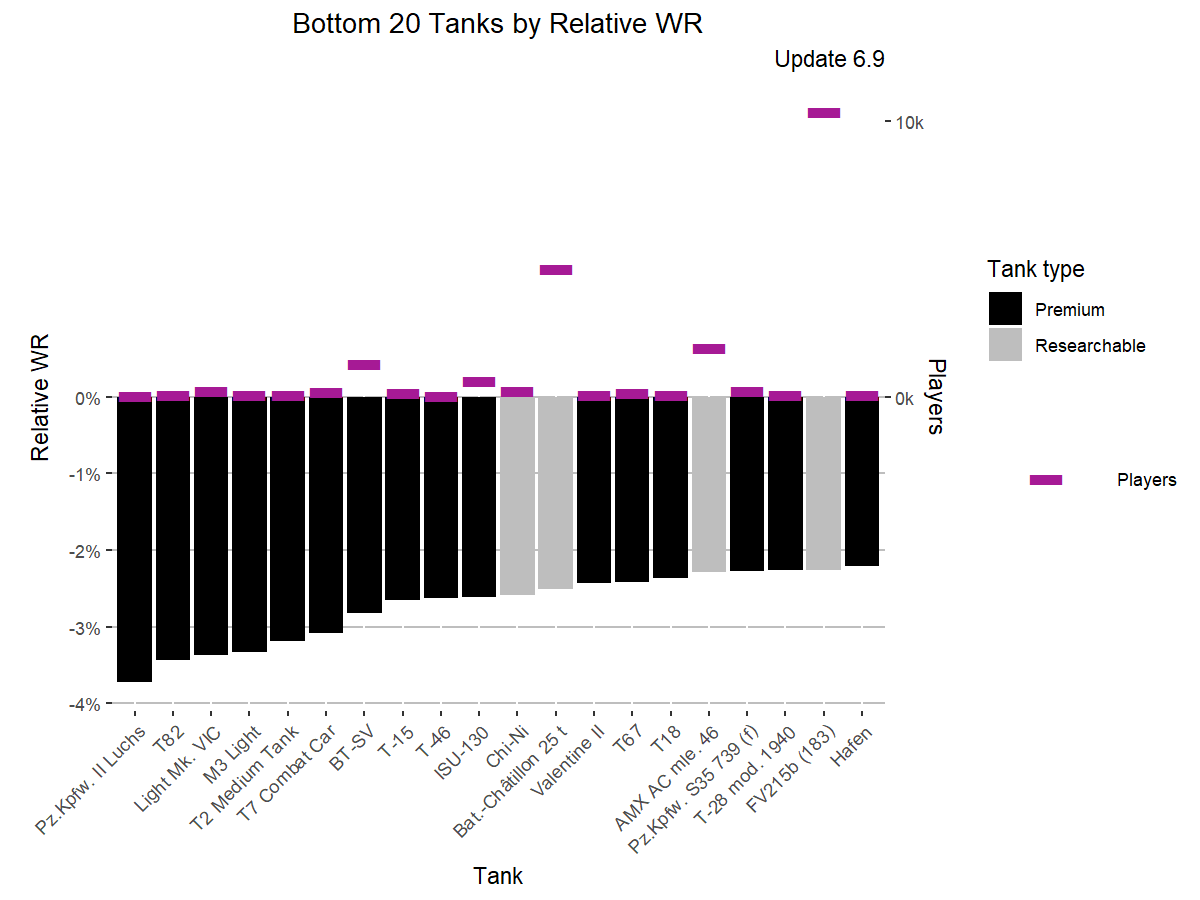 Bottom 20 Tanks by Relative WR
Update 6.9
10k
Relative WR
0%
-1%
-2%
-3%
-4%
0k
Players
Tank type
Premium
Researchable
Players
Pz.Kpfw. II Luchs
T82
Light Mk. VIC
M3 Light
T2 Medium Tank
T7 Combat Car
BT-SV
T-15
T-46
ISU-130
Chi-Ni
Bat.-Châtillon 25 t
Valentine II
T67
T18
AMX AC mle. 46
Pz.Kpfw. S35 739 (f)
T-28 mod. 1940
FV215b (183)
Hafen
Tank